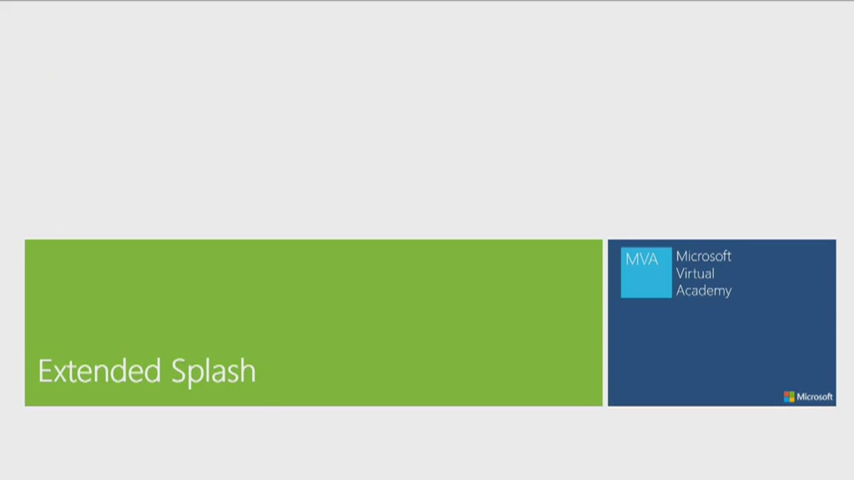 Extended Splash
MVA
Microsoft
Virtual
Academy
Microsoft